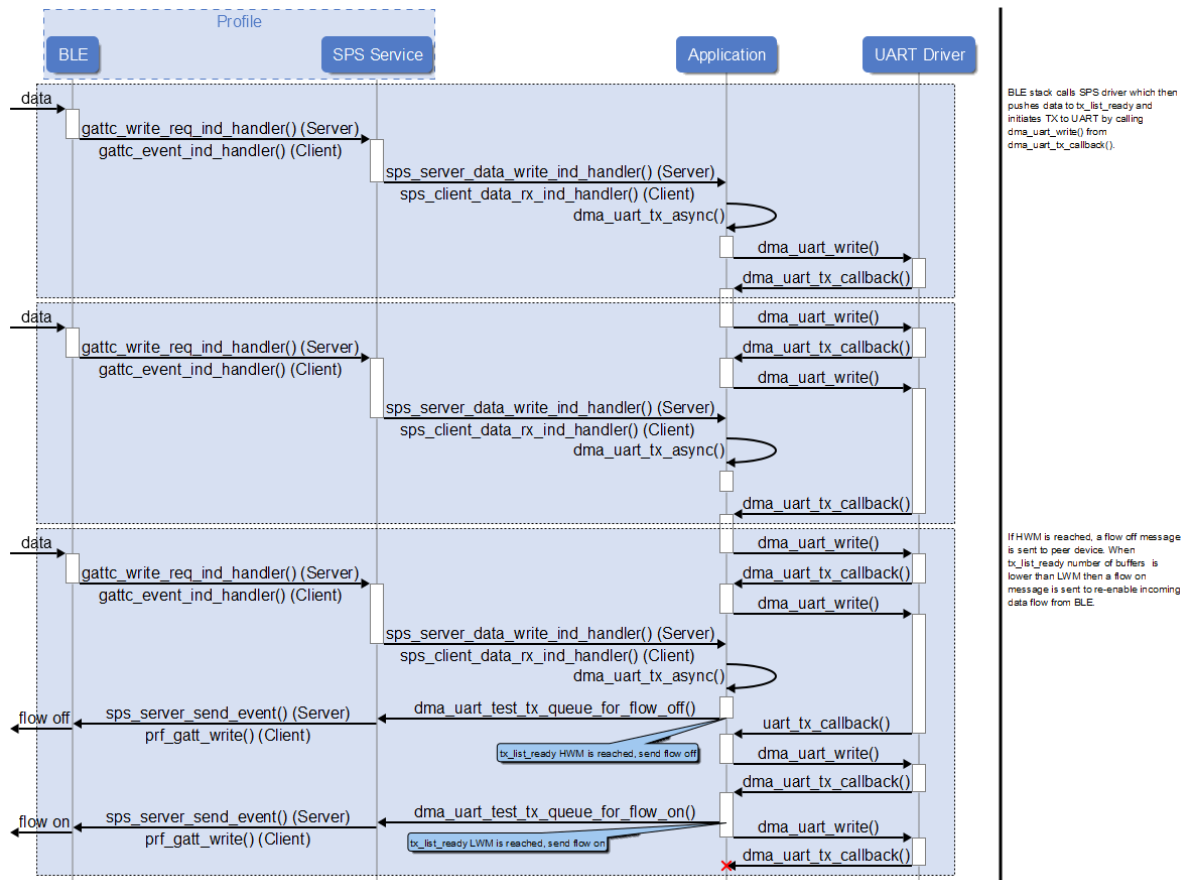 Profile
BLE
SPS Service
Application
UART Driver
data
gattc_write_req_ind_handler() (Server)
gattc_event_ind_handler() (Client)
sps_server_data_write_ind_handler() (Server)
sps_client_data_rx_ind_handler() (Client)
dma_uart_tx_async()
dma_uart_write()
dma_uart_tx_callback()
BLE stack calls SPS driver which then
pushes data to tx_list_ready and
initiates TX to UART by calling
dma_uart_write() from
dma_uart_tx_callback().
data
dma_uart_write()
gattc_write_req_ind_handler() (Server)
dma_uart_tx_callback()
gattc_event_ind_handler() (Client)
dma_uart_write()
sps_server_data_write_ind_handler() (Server)
sps_client_data_rx_ind_handler() (Client)
dma_uart_tx_async()
dma_uart_tx_callback()
data
dma_uart_write()
gattc_write_req_ind_handler() (Server)
dma_uart_tx_callback()
gattc_event_ind_handler() (Client)
dma_uart_write()
sps_server_data_write_ind_handler() (Server)
sps_client_data_rx_ind_handler() (Client)
dma_uart_tx_async()
If HWM is reached, a flow off message
is sent to peer device. When
tx_list_ready number of buffers is
lower than LWM then a flow on
message is sent to re-enable incoming
data flow from BLE.
flow off
sps_server_send_event() (Server)
prf_gatt_write() (Client)
dma_uart_test_tx_queue_for_flow_off()
uart_tx_callback()
tx_list_ready HWM is reached, send flow off
dma_uart_write()
dma_uart_tx_callback()
flow on
sps_server_send_event() (Server)
prf_gatt_write() (Client)
dma_uart_test_tx_queue_for_flow_on()
tx_list_ready LWM is reached, send flow on
dma_uart_write()
dma_uart_tx_callback()